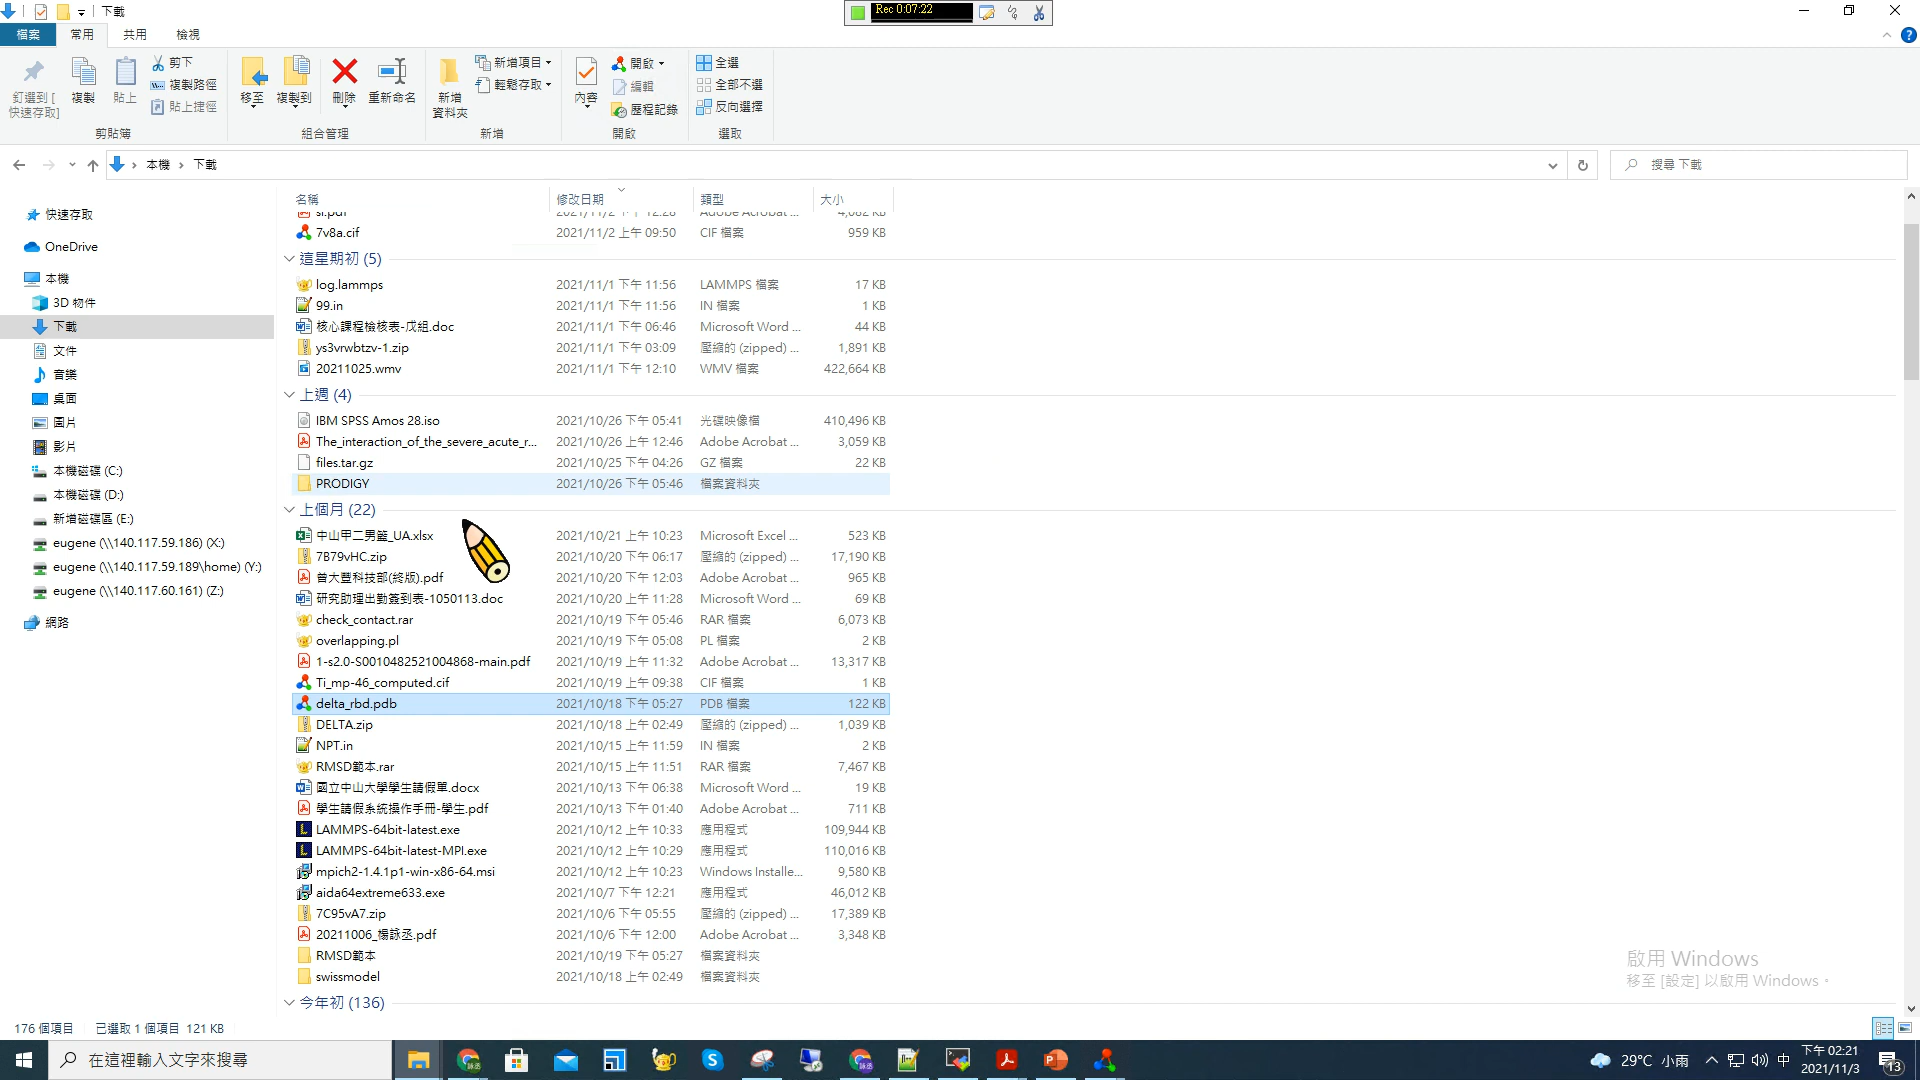 下載
Rec 0:07:22
檔案
常用
共用
檢視
釘選到 [
快速存取]
複製
貼上
剪下
複製路徑
貼上捷徑
剪貼簿
移至
複製到
刪除
重新命名
組合管理
新增
資料夾
新增項目
輕鬆存取
新增
內容
開啟
編輯
歷程記錄
開啟
全選
全部不選
反向選擇
選取
本機 › 下載
搜尋 下載
快速存取
OneDrive
本機
3D 物件
下載
文件
音樂
桌面
圖片
影片
本機磁碟 (C:)
本機磁碟 (D:)
新增磁碟區 (E:)
eugene (\\140.117.59.186) (X:)
eugene (\\140.117.59.189\home) (Y:)
eugene (\\140.117.60.161) (Z:)
網路
名稱 修改日期 類型 大小
si.pdf 2021/11/2 下午 12:28 Adobe Acrobat ... 4,082 KB
7v8a.cif 2021/11/2 上午 09:50 CIF 檔案 959 KB
這星期初 (5)
log.lammps 2021/11/1 下午 11:56 LAMMPS 檔案 17 KB
99.in 2021/11/1 下午 11:56 IN 檔案 1 KB
核心課程檢核表-戊組.doc 2021/11/1 下午 06:46 Microsoft Word ... 44 KB
ys3vrwbtzv-1.zip 2021/11/1 下午 03:09 壓縮的 (zipped) ... 1,891 KB
20211025.wmv 2021/11/1 下午 12:10 WMV 檔案 422,664 KB
上週 (4)
IBM SPSS Amos 28.iso 2021/10/26 下午 05:41 光碟映像檔 410,496 KB
The_interaction_of_the_severe_acute_r... 2021/10/26 上午 12:46 Adobe Acrobat ... 3,059 KB
files.tar.gz 2021/10/25 下午 04:26 GZ 檔案 22 KB
PRODIGY 2021/10/26 下午 05:46 檔案資料夾
上個月 (22)
中山甲二男籃_UA.xlsx 2021/10/21 上午 10:23 Microsoft Excel ... 523 KB
7B79vHC.zip 2021/10/20 下午 06:17 壓縮的 (zipped) ... 17,190 KB
曾大豐科技部(終版).pdf 2021/10/20 下午 12:03 Adobe Acrobat ... 965 KB
研究助理出勤簽到表-1050113.doc 2021/10/20 上午 11:28 Microsoft Word ... 69 KB
check_contact.rar 2021/10/19 下午 05:46 RAR 檔案 6,073 KB
overlapping.pl 2021/10/19 下午 05:08 PL 檔案 2 KB
1-s2.0-S0010482521004868-main.pdf 2021/10/19 上午 11:32 Adobe Acrobat ... 13,317 KB
Ti_mp-46_computed.cif 2021/10/19 上午 09:38 CIF 檔案 1 KB
delta_rbd.pdb 2021/10/18 下午 05:27 PDB 檔案 122 KB
DELTA.zip 2021/10/18 上午 02:49 壓縮的 (zipped) ... 1,039 KB
NPT.in 2021/10/15 上午 11:59 IN 檔案 2 KB
RMSD範本.rar 2021/10/15 上午 11:51 RAR 檔案 7,467 KB
國立中山大學學生請假單.docx 2021/10/13 下午 06:38 Microsoft Word ... 19 KB
學生請假系統操作手冊-學生.pdf 2021/10/13 下午 01:40 Adobe Acrobat ... 711 KB
LAMMPS-64bit-latest.exe 2021/10/12 上午 10:33 應用程式 109,944 KB
LAMMPS-64bit-latest-MPI.exe 2021/10/12 上午 10:29 應用程式 110,016 KB
mpich2-1.4.1p1-win-x86-64.msi 2021/10/12 上午 10:23 Windows Installe... 9,580 KB
aida64extreme633.exe 2021/10/7 下午 12:21 應用程式 46,012 KB
7C95vA7.zip 2021/10/6 下午 05:55 壓縮的 (zipped) ... 17,389 KB
20211006_楊詠丞.pdf 2021/10/6 下午 12:00 Adobe Acrobat ... 3,348 KB
RMSD範本 2021/10/19 下午 05:27 檔案資料夾
swissmodel 2021/10/18 上午 02:49 檔案資料夾
今年初 (136)
啟用 Windows
移至 [設定] 以啟用 Windows。
176 個項目 已選取 1 個項目 121 KB
在這裡輸入文字來搜尋
29°C 小雨
中
下午 02:21
2021/11/3
13